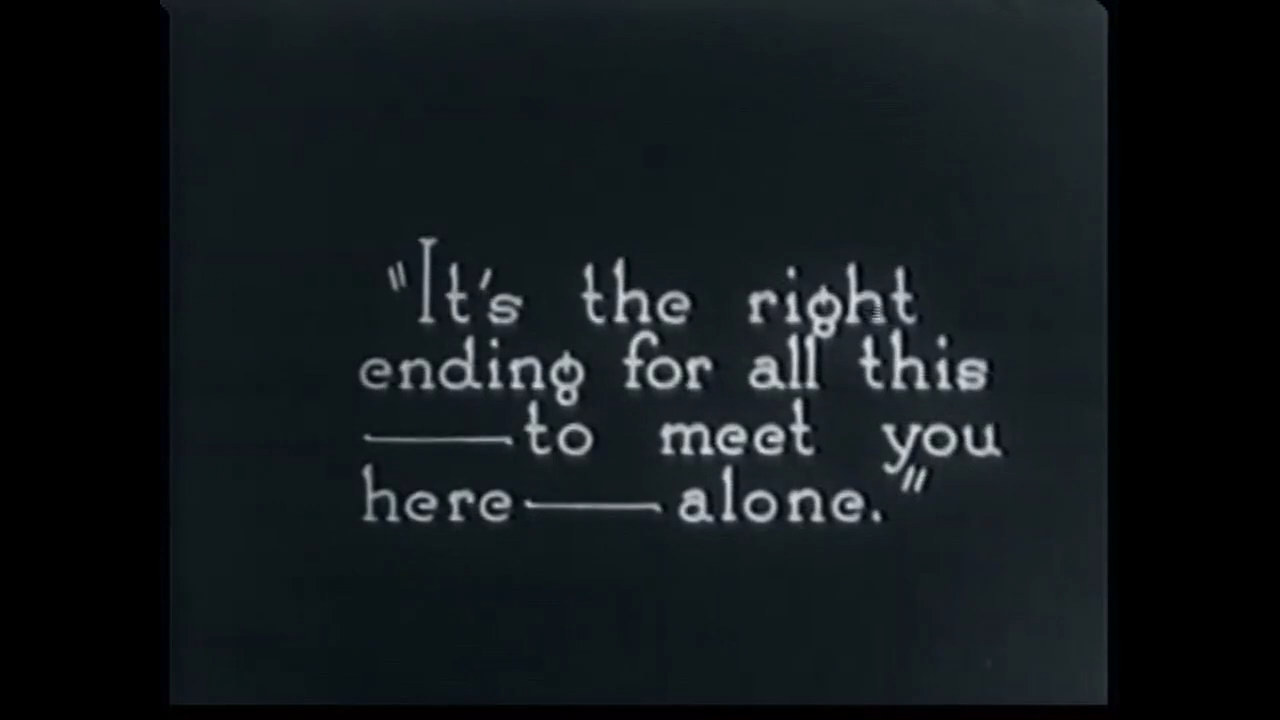 "It's the right
ending for all this
——to meet you
here——alone."